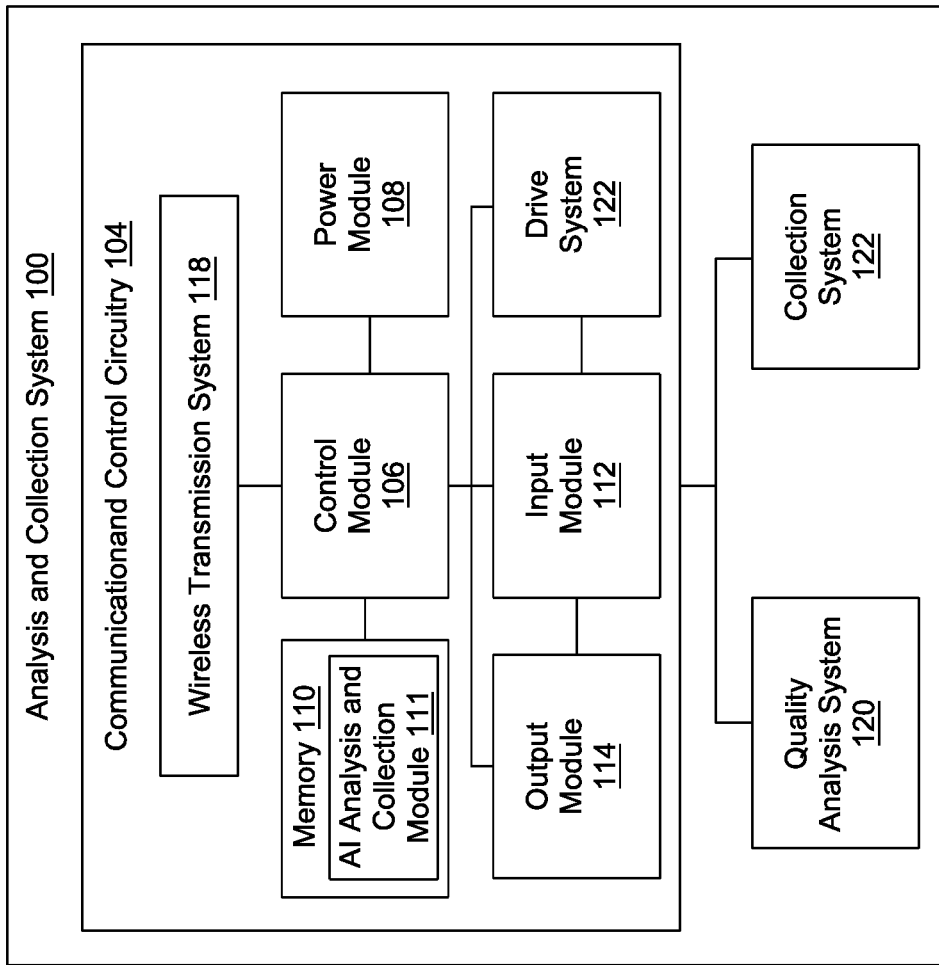 Analysis and Collection System 100
Communicationand Control Circuitry 104
Wireless Transmission System 118
Memory 110
AI Analysis and
Collection
Module 111
Control
Module
106
Power
Module
108
Output
Module
114
Input
Module
112
Drive
System
122
Quality
Analysis System
120
Collection
System
122